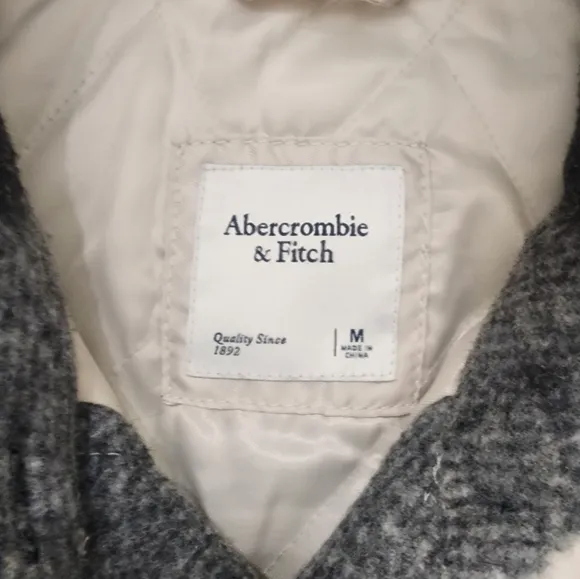 Abercrombie
& Fitch
Quality Since
1892
M
MADE IN
CHINA